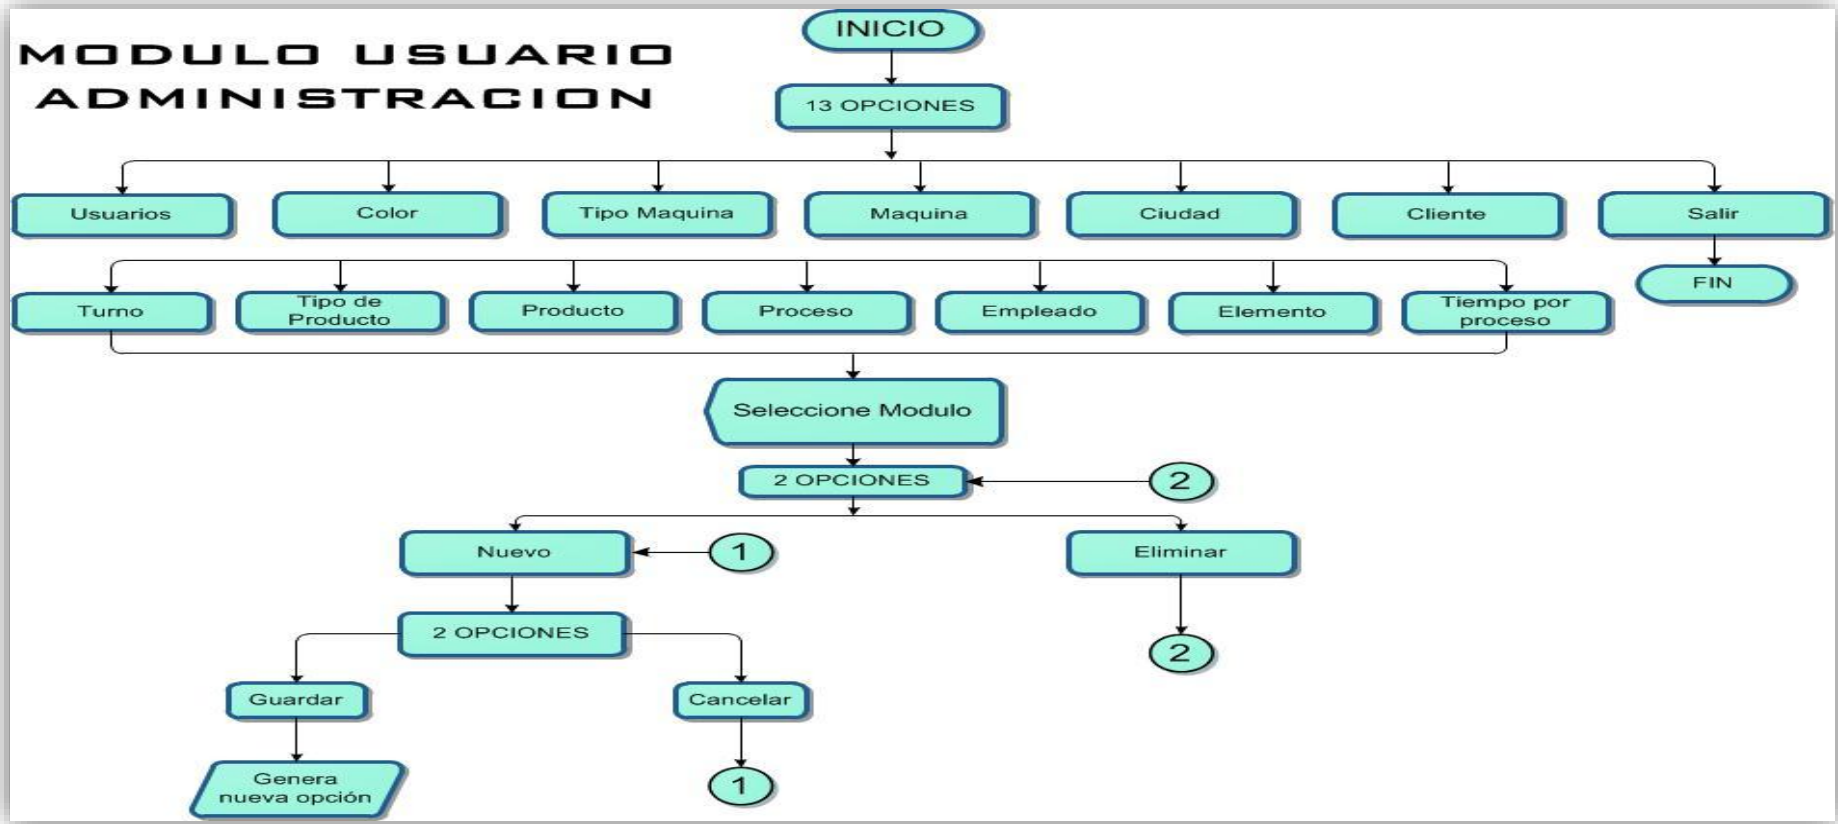 INICIO
MODULO USUARIO
ADMINISTRACION
13 OPCIONES
Usuarios
Color
Tipo Maquina
Maquina
Ciudad
Cliente
Salir
FIN
Turno
Tipo de
Producto
Producto
Proceso
Empleado
Elemento
Tiempo por
proceso
Seleccione Modulo
2 OPCIONES
2
Nuevo
1
Eliminar
2 OPCIONES
2
Guardar
Cancelar
Genera
nueva opción
1